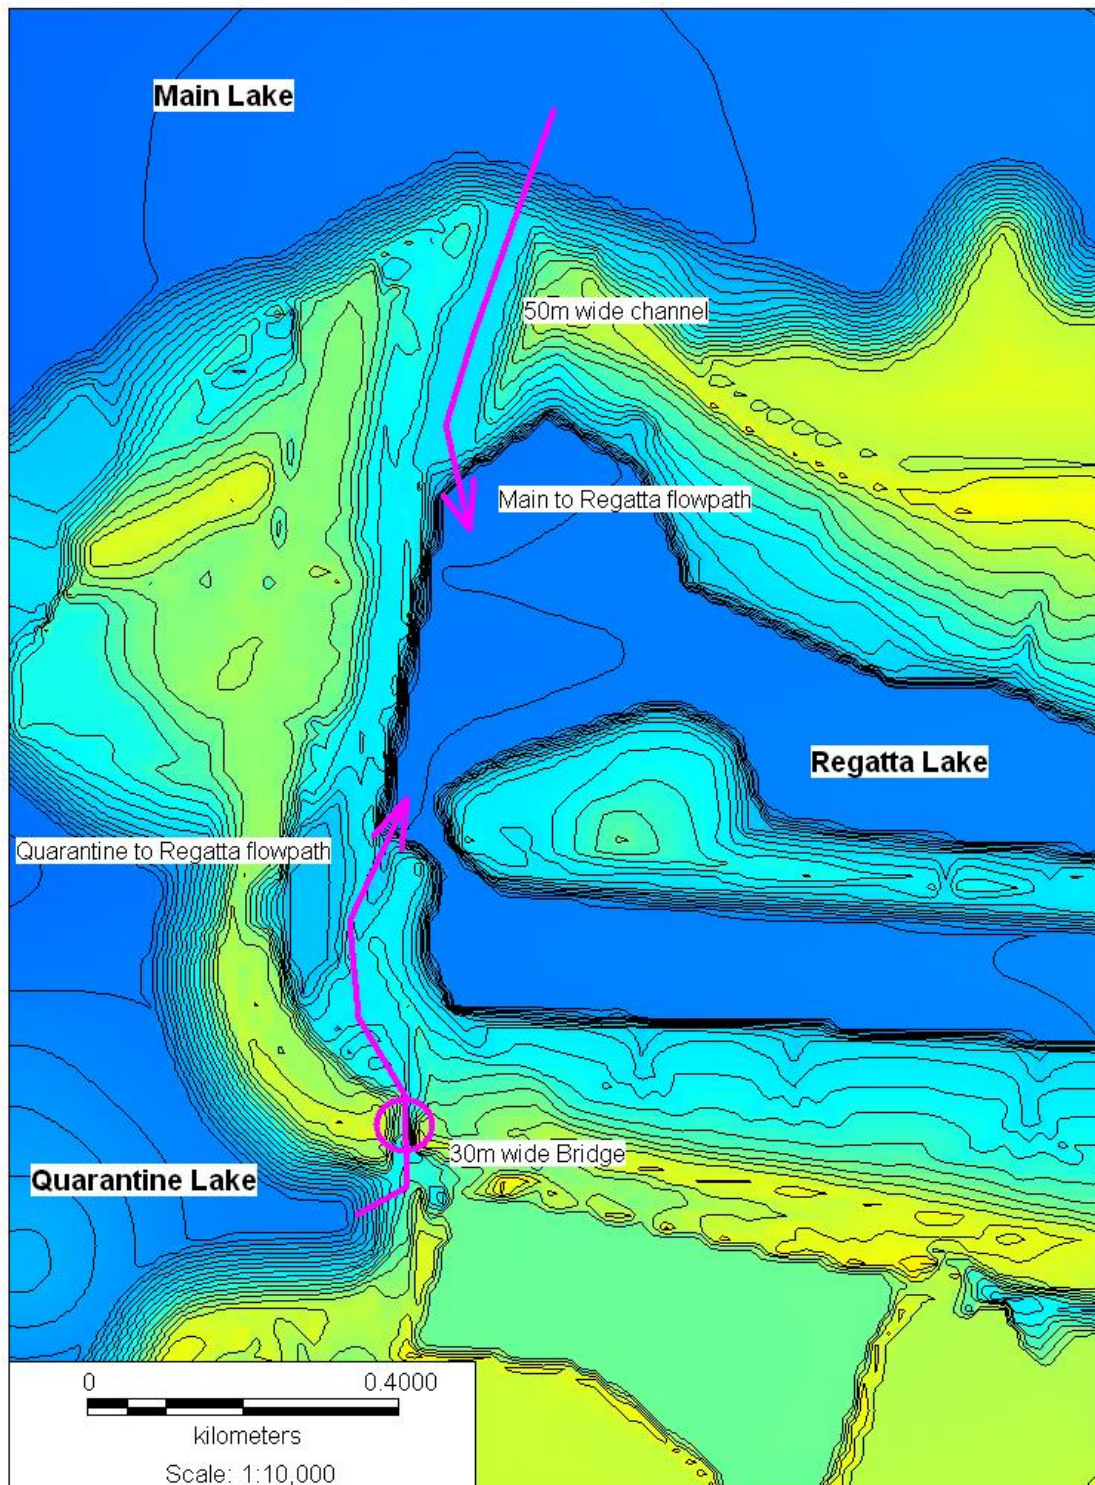 Main Lake
50m wide channel
Main to Regatta flowpath
Regatta Lake
Quarantine to Regatta flowpath
30m wide Bridge
Quarantine Lake
0 0.4000
kilometers
Scale: 1:10,000